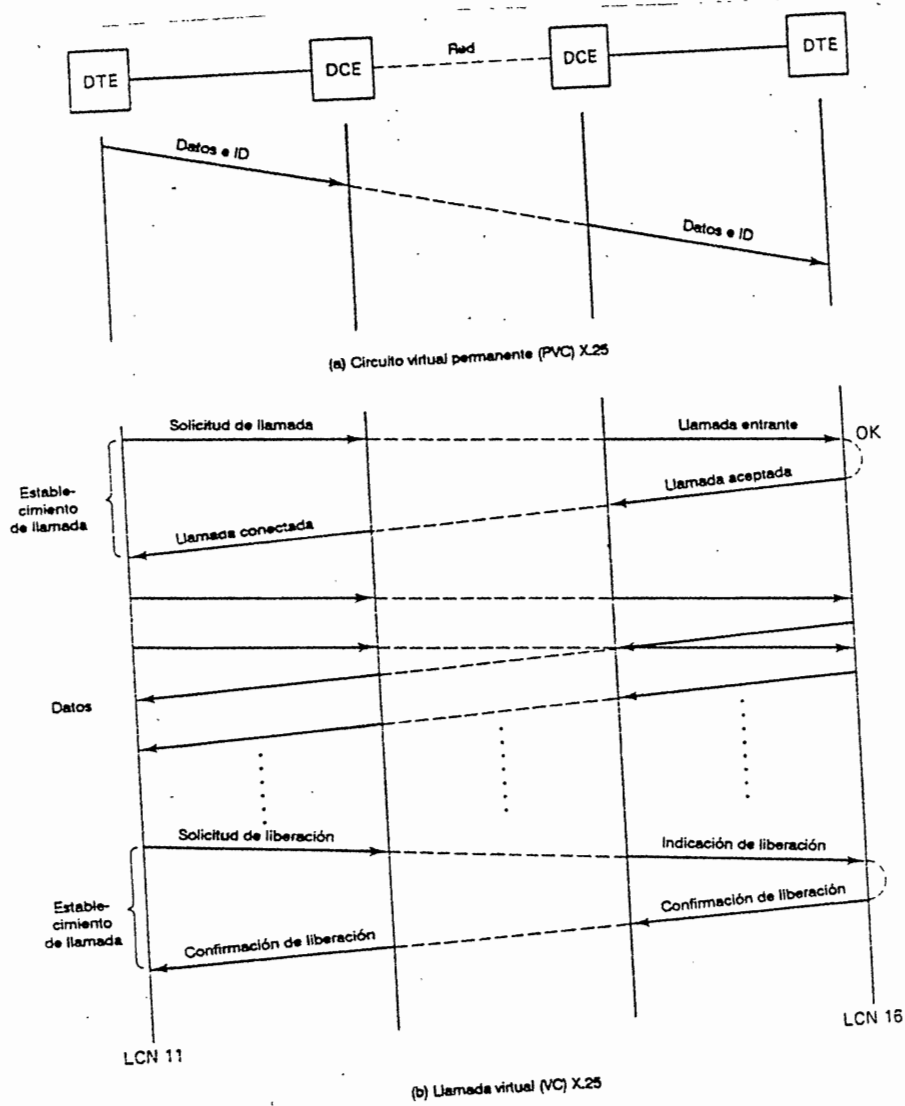 DTE
DCE
Red
DCE
DTE
Datos e ID
Datos e ID
(a) Circuito virtual permanente (PVC) X.25
Solicitud de llamada
Llamada entrante
OK
Estable-
cimiento
de llamada
Llamada aceptada
Llamada conectada
Datos
Solicitud de liberación
Indicación de liberación
Estable-
cimiento
de llamada
Confirmación de liberación
Confirmación de liberación
LCN 11
LCN 16
(b) Llamada virtual (VC) X.25